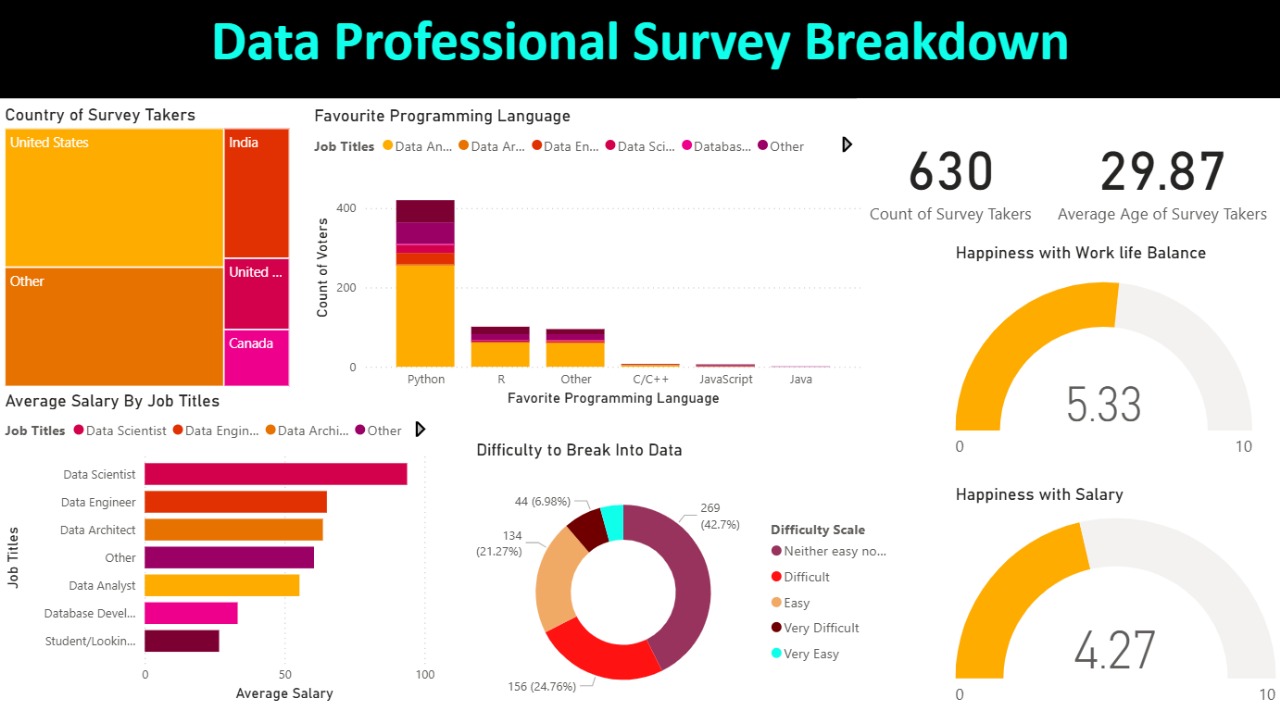 Data Professional Survey Breakdown
Country of Survey Takers
United States
India
Other
United ...
Canada
Favourite Programming Language
Job Titles Data An... Data Ar... Data En... Data Sci... Databas... Other
Count of Voters
400
200
0
Python R Other C/C++ JavaScript Java
Favorite Programming Language
630
Count of Survey Takers
29.87
Average Age of Survey Takers
Happiness with Work life Balance
5.33
0 10
Average Salary By Job Titles
Job Titles Data Scientist Data Engin... Data Archi... Other
Job Titles
Data Scientist
Data Engineer
Data Architect
Other
Data Analyst
Database Devel...
Student/Lookin...
0 50 100
Average Salary
Difficulty to Break Into Data
44 (6.98%)
269
(42.7%)
134
(21.27%)
156 (24.76%)
Difficulty Scale
Neither easy no...
Difficult
Easy
Very Difficult
Very Easy
Happiness with Salary
4.27
0 10